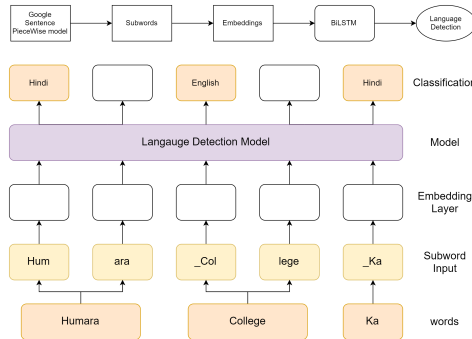 Google
Sentence
PieceWise model
Subwords
Embeddings
BiLSTM
Language
Detection
Hindi
English
Hindi
Classification
Langauge Detection Model
Model
Embedding
Layer
Hum
ara
_Col
lege
_Ka
Subword
Input
Humara
College
Ka
words